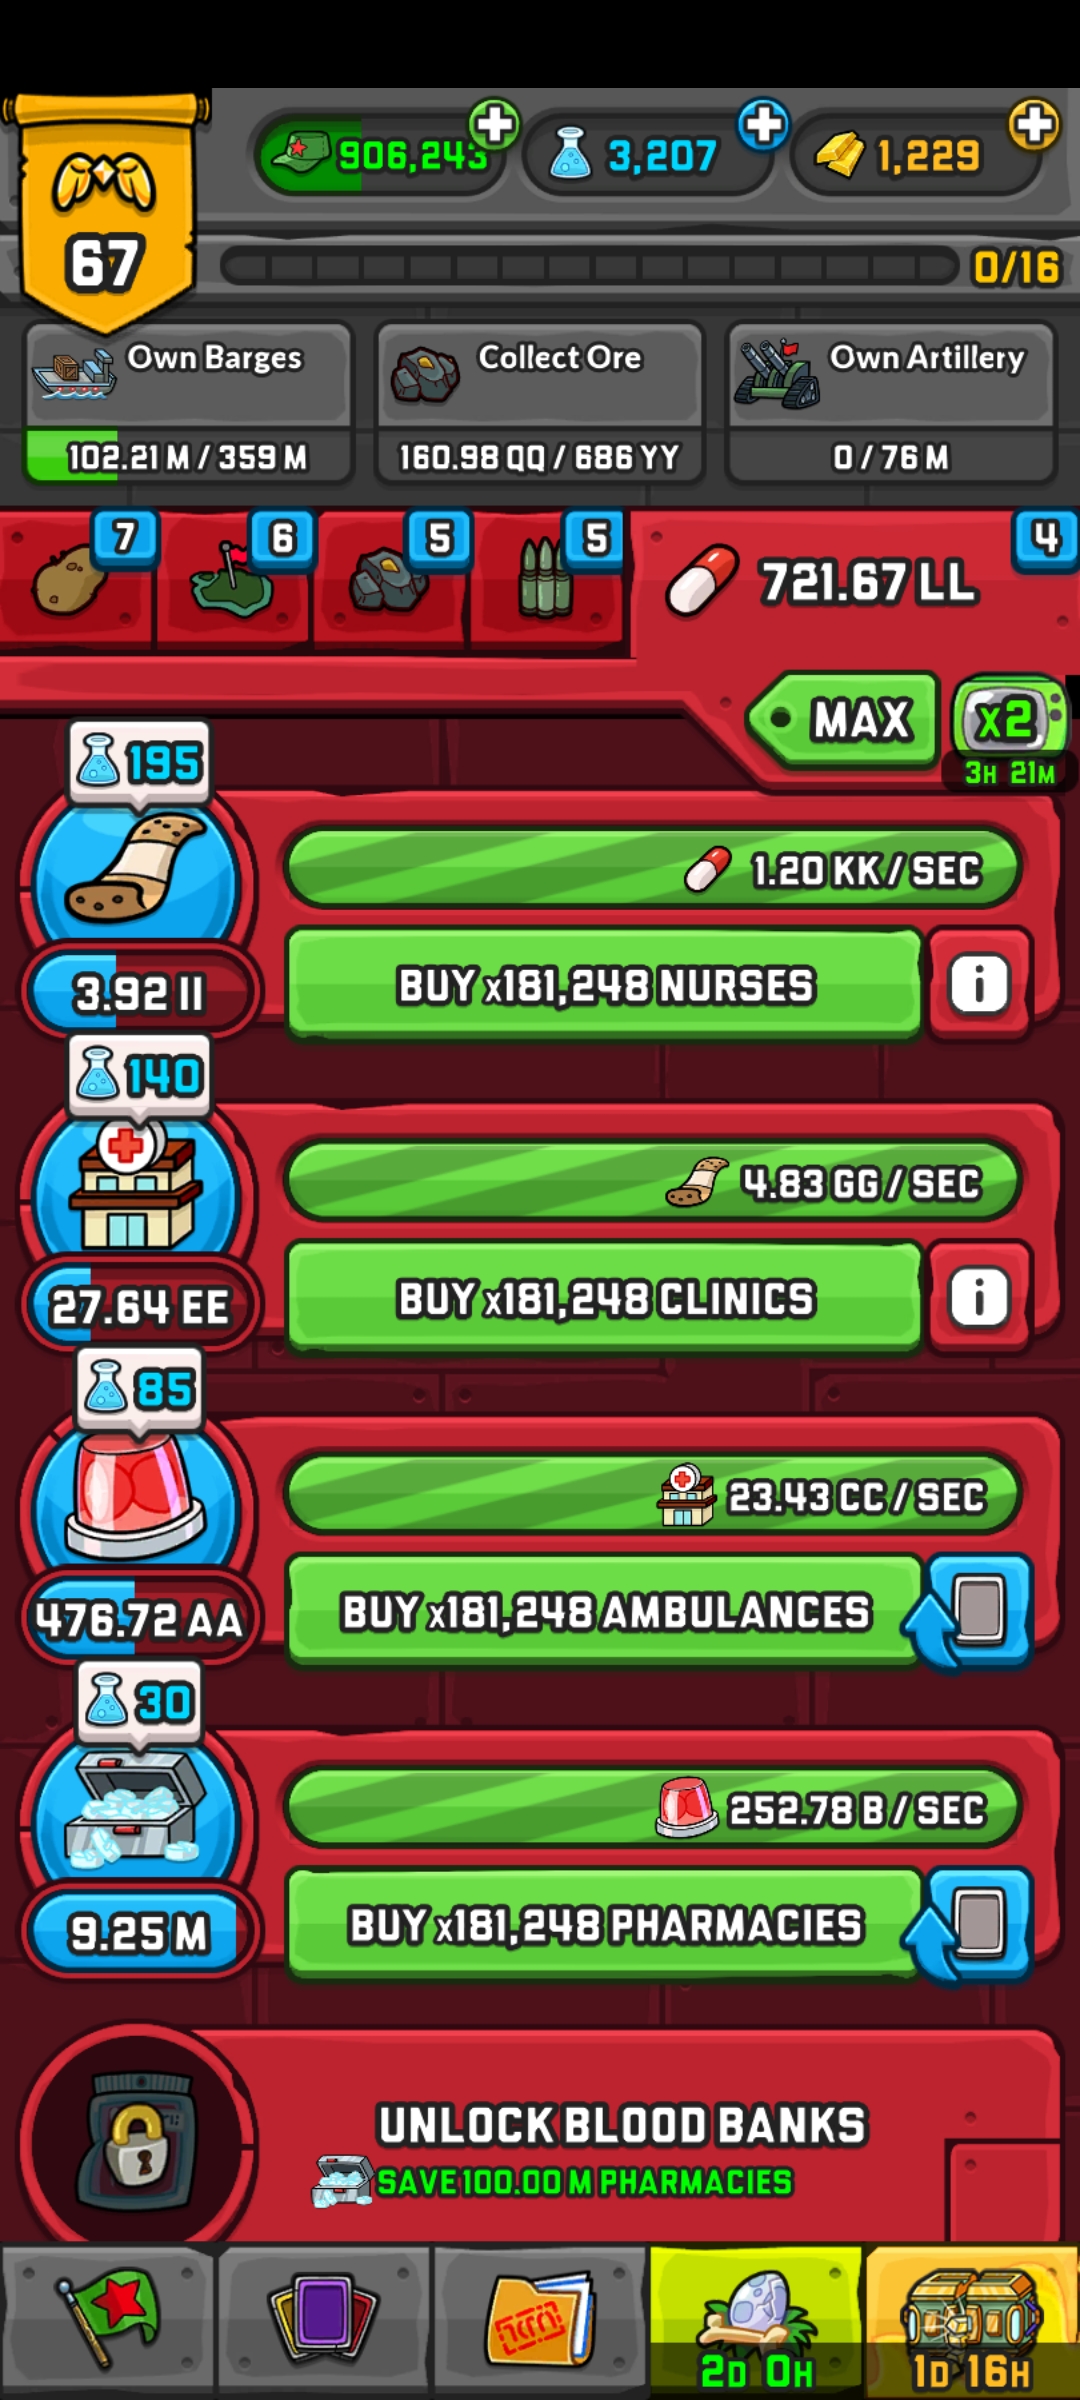 906,243
3,207
1,229
67
0/16
Own Barges
102.21 M / 359 M
Collect Ore
160.98 QQ / 686 YY
Own Artillery
0 / 76 M
7
6
5
5
4
721.67 LL
MAX
x2
3H 21M
195
1.20 KK / SEC
3.92 II
BUY x181,248 NURSES
i
140
4.83 GG / SEC
27.64 EE
BUY x181,248 CLINICS
i
85
23.43 CC / SEC
476.72 AA
BUY x181,248 AMBULANCES
30
252.78 B / SEC
9.25 M
BUY x181,248 PHARMACIES
UNLOCK BLOOD BANKS
SAVE 100.00 M PHARMACIES
2D 0H
1D 16H